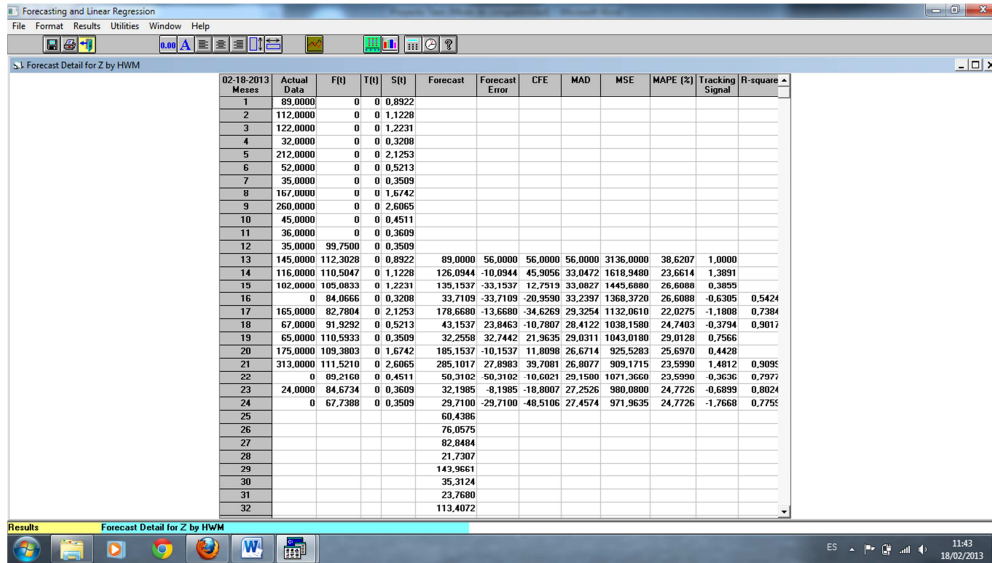 Forecasting and Linear Regression
File Format Results Utilities Window Help
0.00 A
Forecast Detail for Z by HWM
02-18-2013 Meses Actual Data F(t) T(t) S(t) Forecast Forecast Error CFE MAD MSE MAPE (%) Tracking Signal R-square
1 89,0000 0 0 0,8922
2 112,0000 0 0 1,1228
3 122,0000 0 0 1,2231
4 32,0000 0 0 0,3208
5 212,0000 0 0 2,1253
6 52,0000 0 0 0,5213
7 35,0000 0 0 0,3509
8 167,0000 0 0 1,6742
9 260,0000 0 0 2,6065
10 45,0000 0 0 0,4511
11 36,0000 0 0 0,3609
12 35,0000 99,7500 0 0,3509
13 145,0000 112,3028 0 0,8922 89,0000 56,0000 56,0000 56,0000 3136,0000 38,6207 1,0000
14 116,0000 110,5047 0 1,1228 126,0944 -10,0944 45,9056 33,0472 1618,9480 23,6614 1,3891
15 102,0000 105,0833 0 1,2231 135,1537 -33,1537 12,7519 33,0827 1445,6880 26,6088 0,3855
16 0 84,0666 0 0,3208 33,7109 -33,7109 -20,9590 33,2397 1368,3720 26,6088 -0,6305 0,5424
17 165,0000 82,7804 0 2,1253 178,6680 -13,6680 -34,6269 29,3254 1132,0610 22,0275 -1,1808 0,7384
18 67,0000 91,9292 0 0,5213 43,1537 23,8463 -10,7807 28,4122 1038,1580 24,7403 -0,3794 0,9017
19 65,0000 110,5933 0 0,3509 32,2558 32,7442 21,9635 29,0311 1043,0180 29,0128 0,7566
20 175,0000 109,3803 0 1,6742 185,1537 -10,1537 11,8098 26,6714 925,5283 25,6970 0,4428
21 313,0000 111,5210 0 2,6065 285,1017 27,8983 39,7081 26,8077 909,1715 23,5990 1,4812 0,9099
22 0 89,2168 0 0,4511 50,3102 -50,3102 -10,6021 29,1580 1071,3660 23,5990 -0,3636 0,7977
23 24,0000 84,6734 0 0,3609 32,1985 -8,1985 -18,8007 27,2526 980,0800 24,7726 -0,6899 0,8024
24 0 67,7388 0 0,3509 29,7100 -29,7100 -48,5106 27,4574 971,9635 24,7726 -1,7668 0,7759
25 60,4386
26 76,0575
27 82,8484
28 21,7307
29 143,9661
30 35,3124
31 23,7680
32 113,4072
Results Forecast Detail for Z by HWM
ES 11:43
18/02/2013